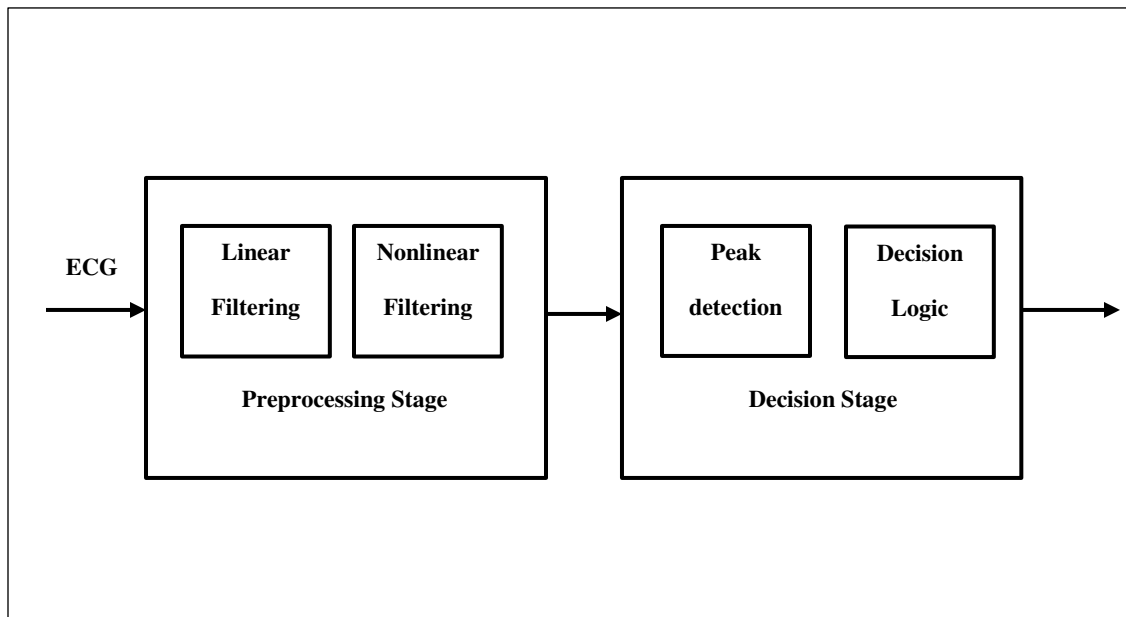 ECG
Linear
Filtering
Nonlinear
Filtering
Preprocessing Stage
Peak
detection
Decision
Logic
Decision Stage